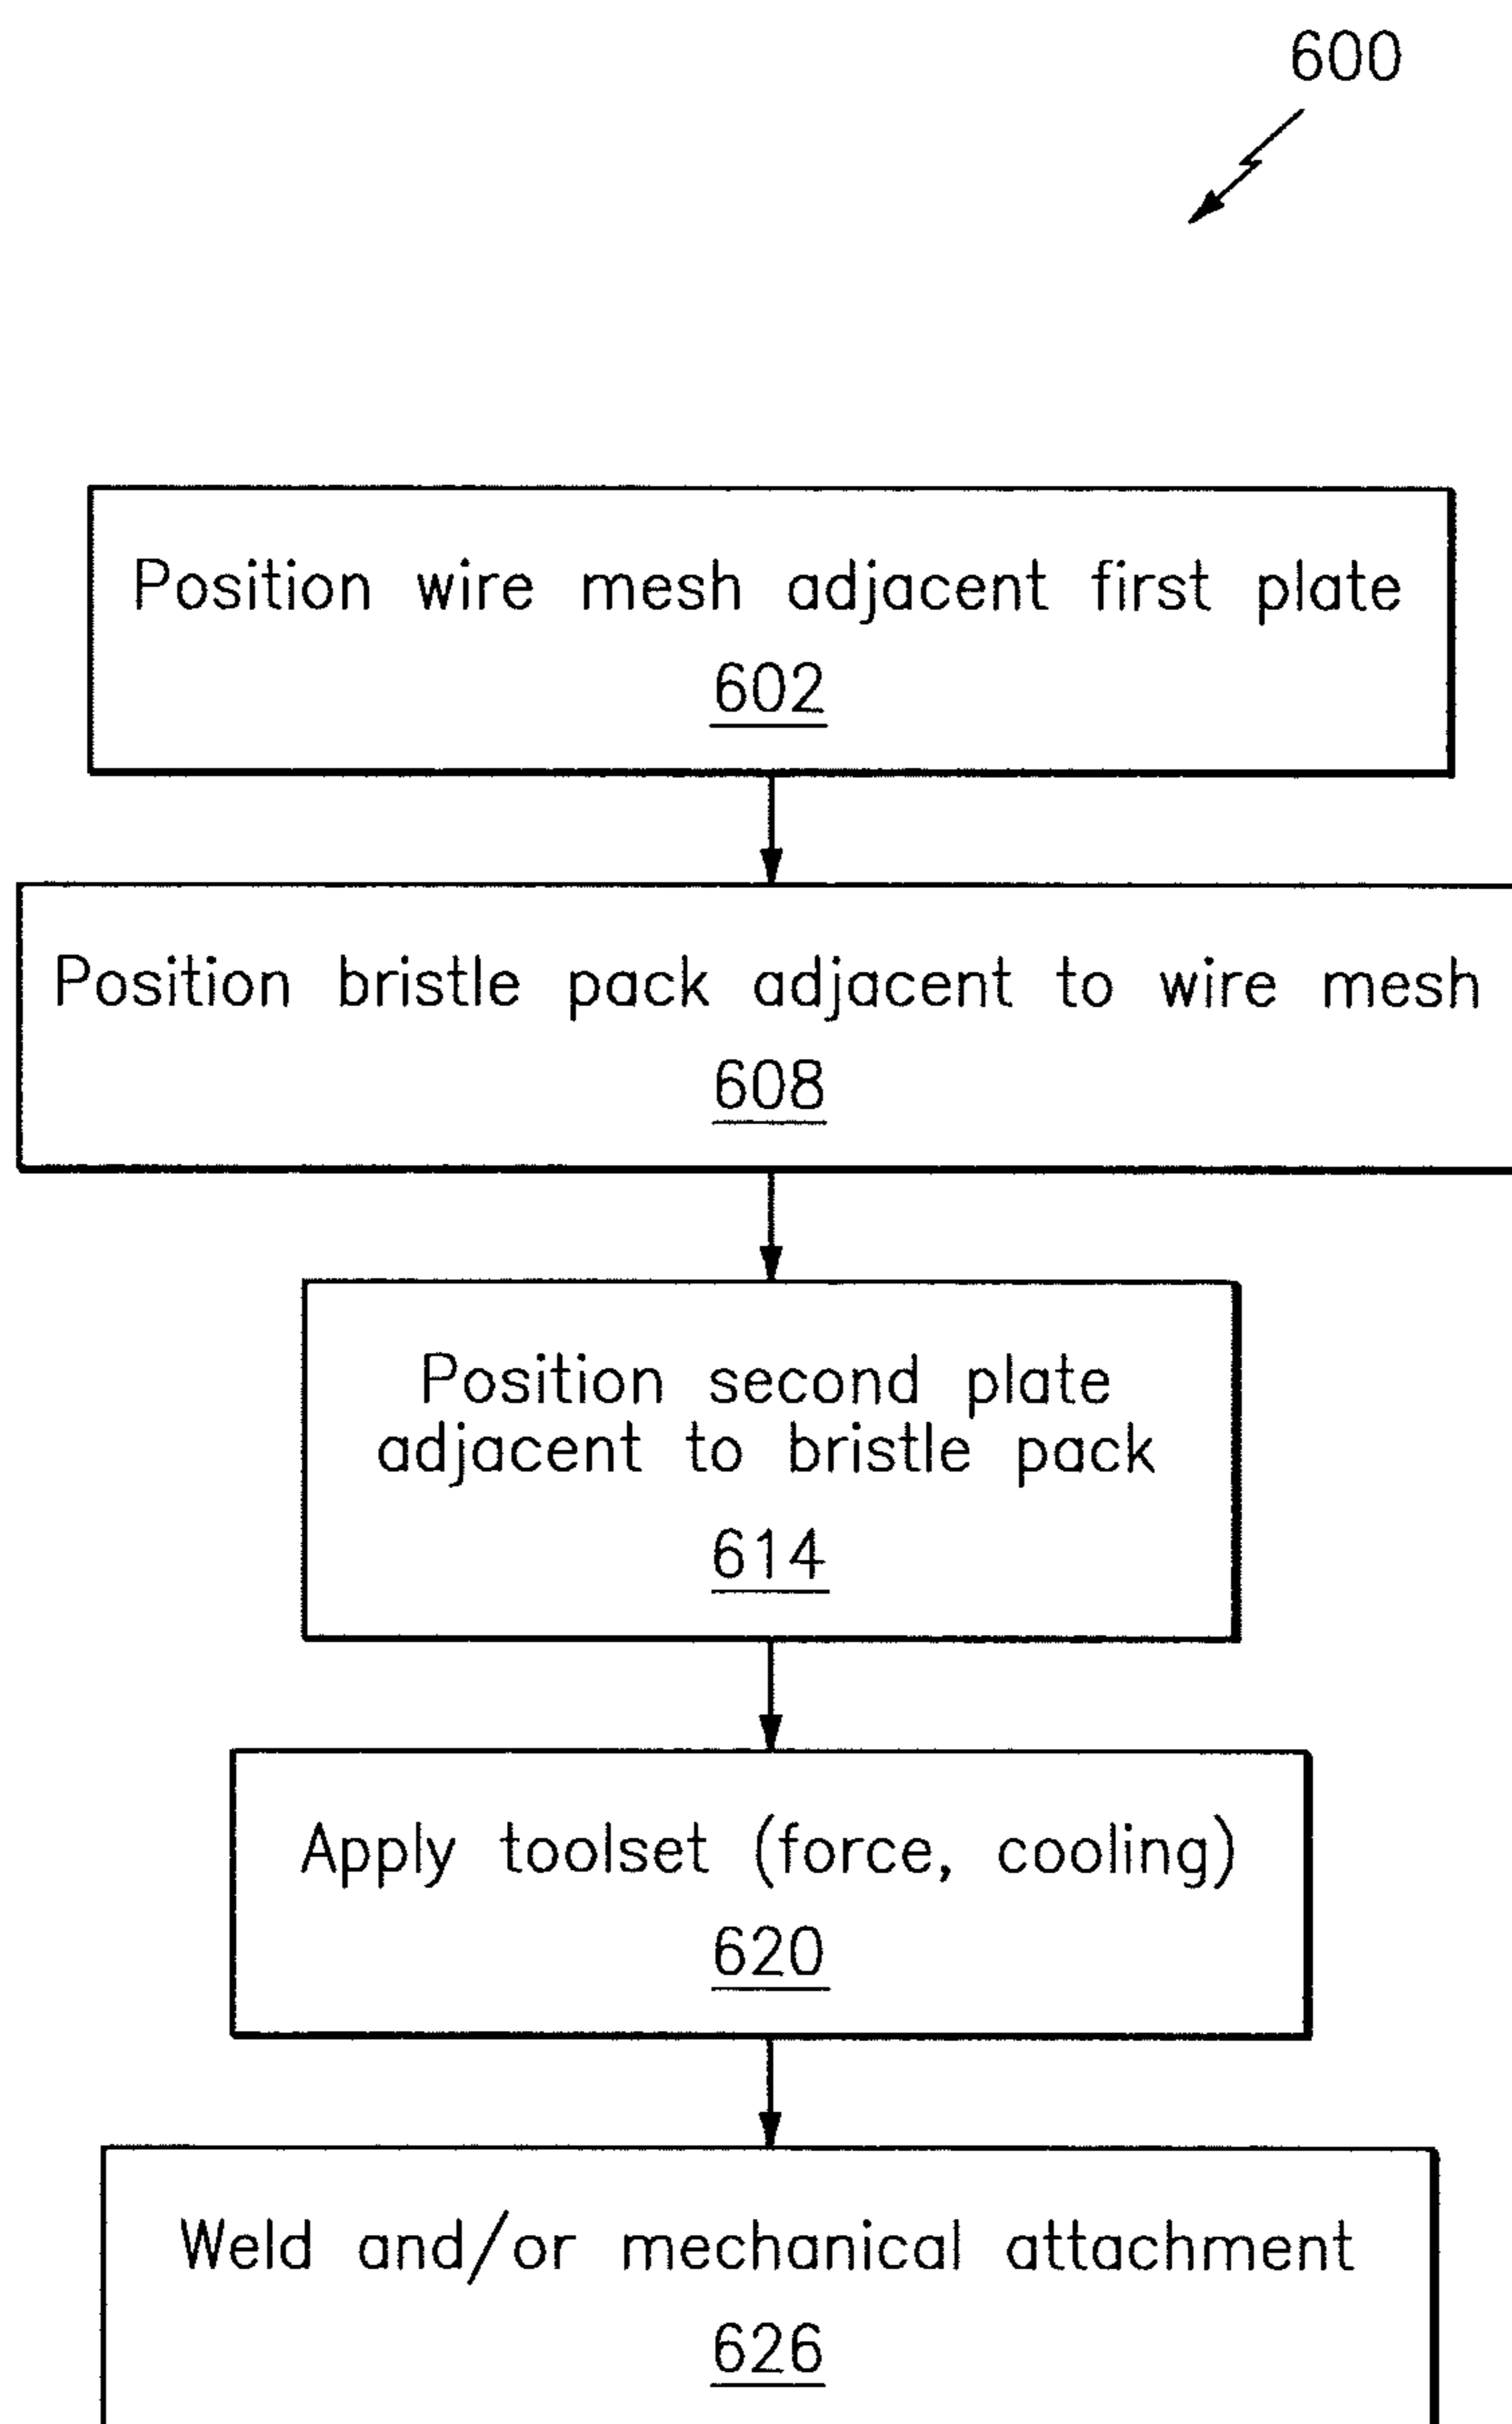 600
Position wire mesh adjacent first plate
602
Position bristle pack adjacent to wire mesh
608
Position second plate
adjacent to bristle pack
614
Apply toolset (force, cooling)
620
Weld and/or mechanical attachment
626